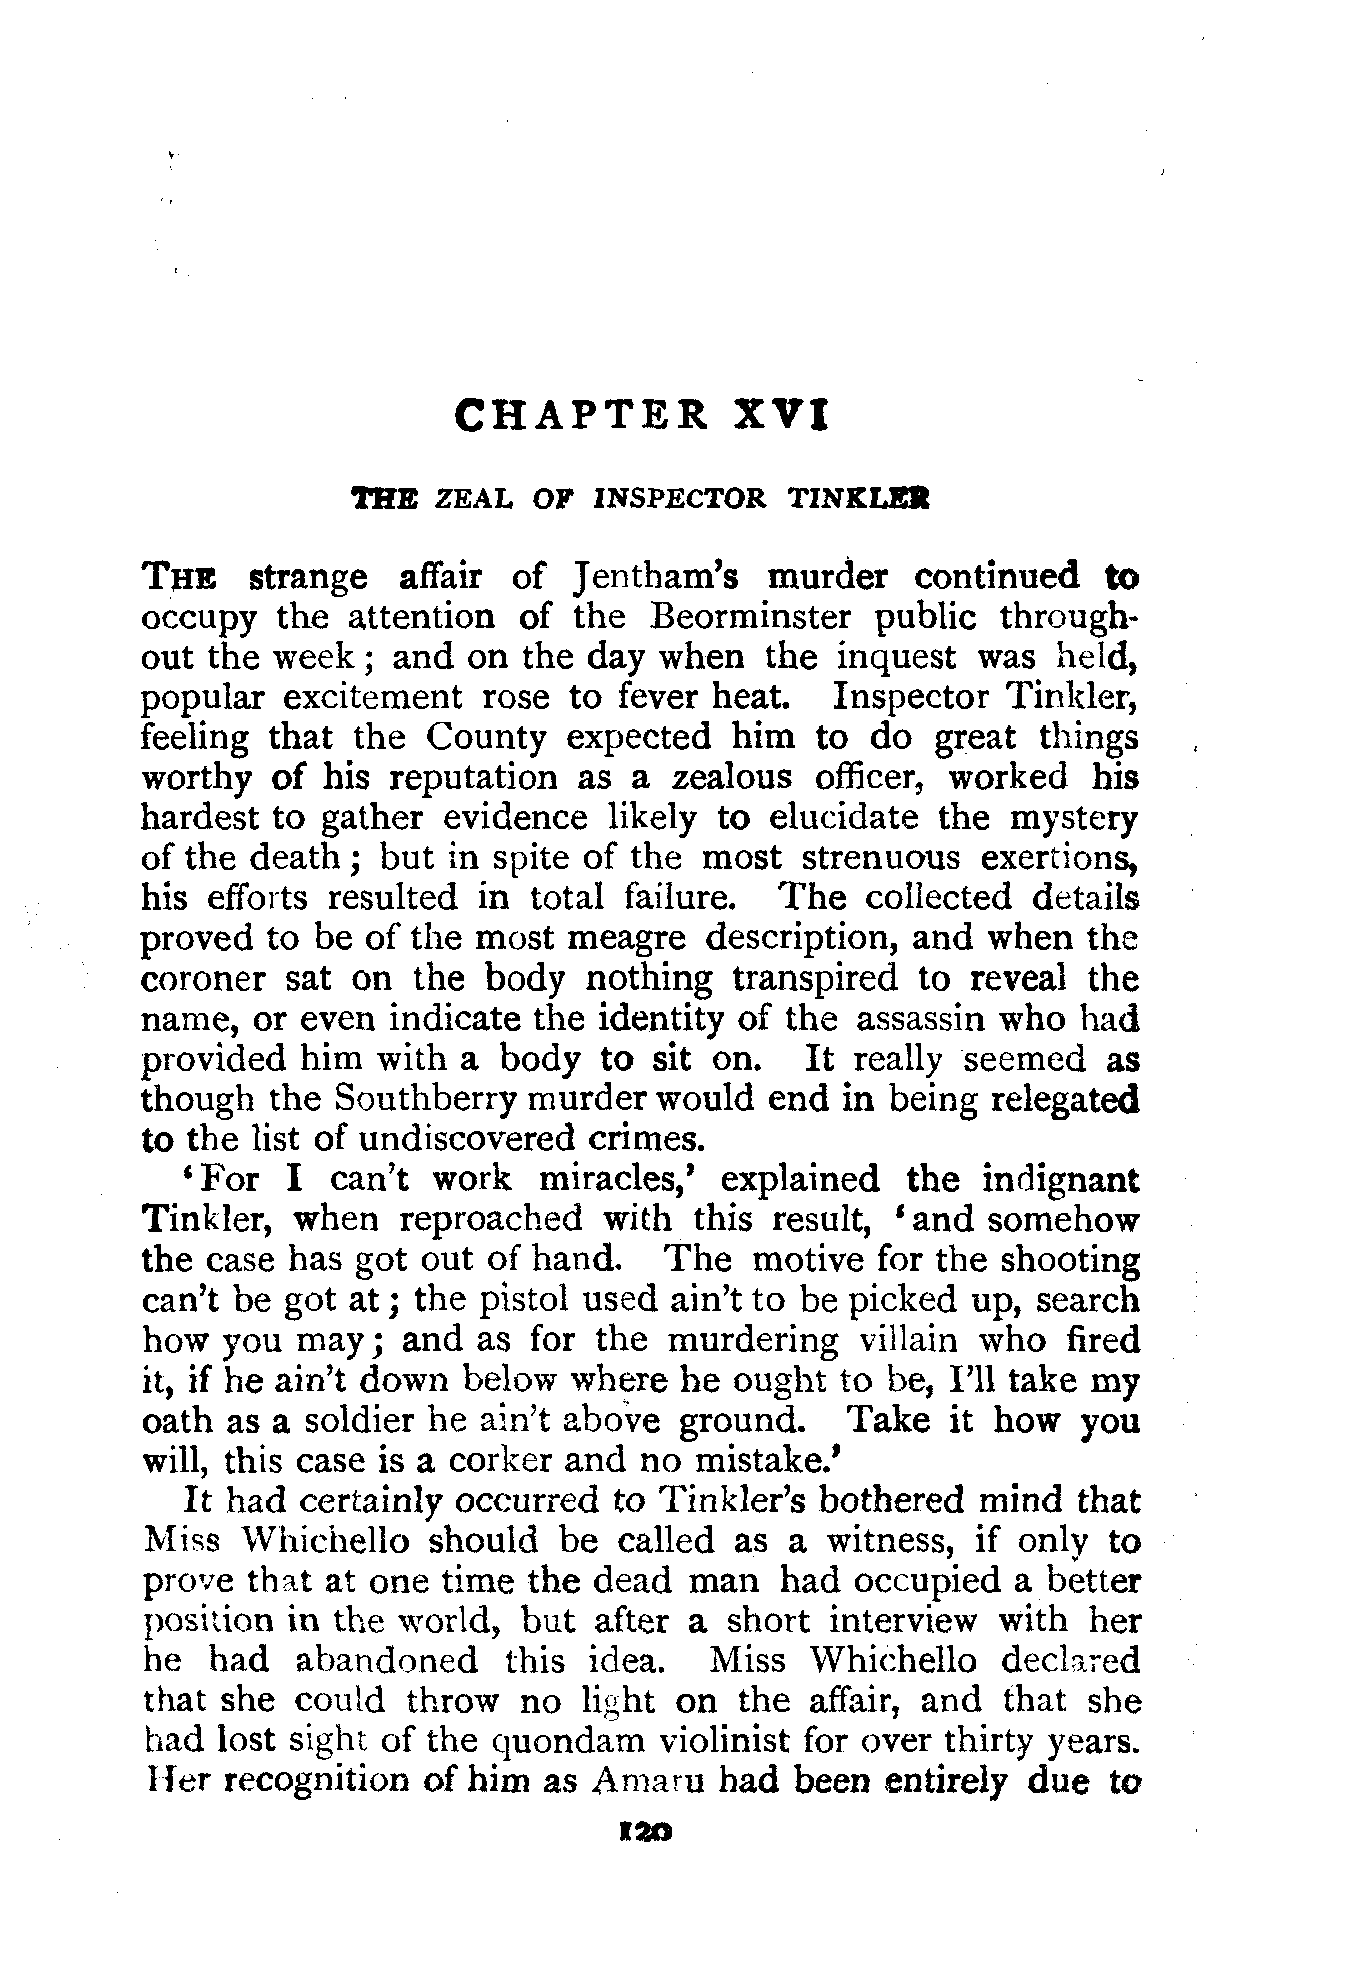 CHAPTER XVI
THE ZEAL OF INSPECTOR TINKLER
THE strange affair of Jentham's murder continued to
occupy the attention of the Beorminster public through-
out the week ; and on the day when the inquest was held,
popular excitement rose to fever heat. Inspector Tinkler,
feeling that the County expected him to do great things
worthy of his reputation as a zealous officer, worked his
hardest to gather evidence likely to elucidate the mystery
of the death ; but in spite of the most strenuous exertions,
his efforts resulted in total failure. The collected details
proved to be of the most meagre description, and when the
coroner sat on the body nothing transpired to reveal the
name, or even indicate the identity of the assassin who had
provided him with a body to sit on. It really seemed as
though the Southberry murder would end in being relegated
to the list of undiscovered crimes.
‘For I can't work miracles,' explained the indignant
Tinkler, when reproached with this result, ‘and somehow
the case has got out of hand. The motive for the shooting
can't be got at ; the pistol used ain't to be picked up, search
how you may ; and as for the murdering villain who fired
it, if he ain't down below where he ought to be, I'll take my
oath as a soldier he ain't above ground. Take it how you
will, this case is a corker and no mistake.'
It had certainly occurred to Tinkler's bothered mind that
Miss Whichello should be called as a witness, if only to
prove that at one time the dead man had occupied a better
position in the world, but after a short interview with her
he had abandoned this idea. Miss Whichello declared
that she could throw no light on the affair, and that she
had lost sight of the quondam violinist for over thirty years.
Her recognition of him as Amaru had been entirely due to
120